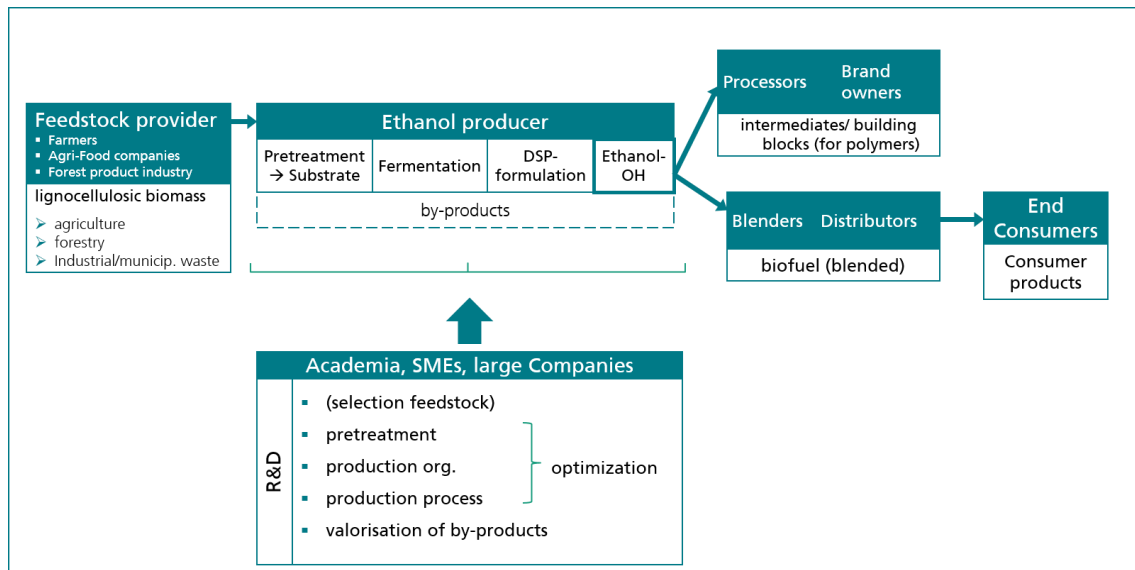 Feedstock provider
▪ Farmers
▪ Agri-Food companies
▪ Forest product industry
lignocellulosic biomass
➢ agriculture
➢ forestry
➢ Industrial/municip. waste
Ethanol producer
Pretreatment
→ Substrate
Fermentation
DSP-
formulation
Ethanol-
OH
by-products
Processors
Brand
owners
intermediates/ building
blocks (for polymers)
Blenders
Distributors
biofuel (blended)
End
Consumers
Consumer
products
Academia, SMEs, large Companies
R&D
▪ (selection feedstock)
▪ pretreatment
▪ production org.
▪ production process
▪ valorisation of by-products
optimization